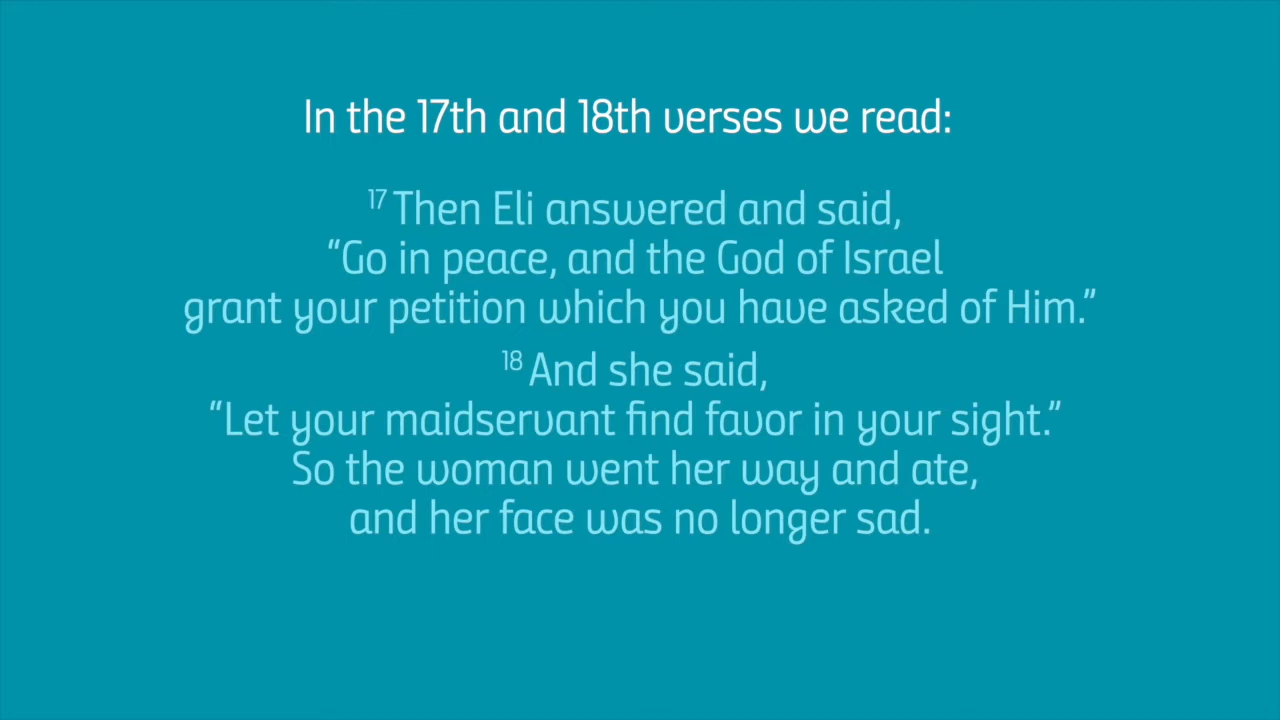 In the 17th and 18th verses we read:
17 Then Eli answered and said,
“Go in peace, and the God of Israel
grant your petition which you have asked of Him.”
18 And she said,
“Let your maidservant find favor in your sight.”
So the woman went her way and ate,
and her face was no longer sad.